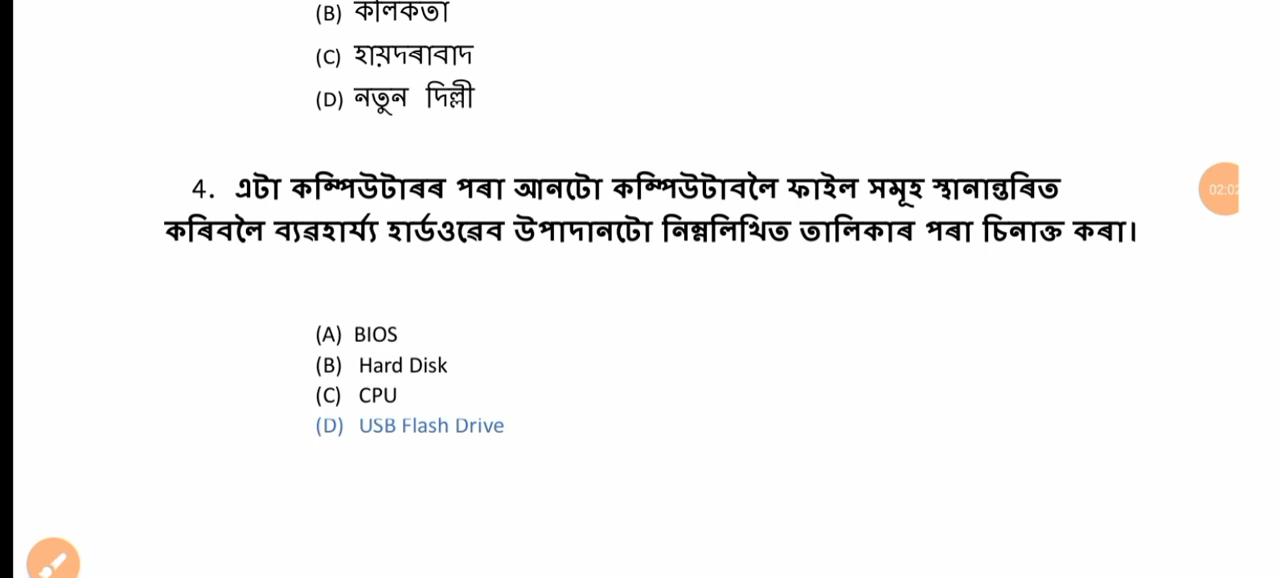 (B) কলিকতা
(C) হায়দৰাবাদ
(D) নতুন দিল্লী
4. এটা কম্পিউটাৰৰ পৰা আনটো কম্পিউটাবলৈ ফাইল সমূহ স্থানান্তৰিত
কৰিবলৈ ব্যৱহাৰ্য্য হাৰ্ডওৱেৰ উপাদানটো নিম্নলিখিত তালিকাৰ পৰা চিনাক্ত কৰা।
(A) BIOS
(B) Hard Disk
(C) CPU
(D) USB Flash Drive